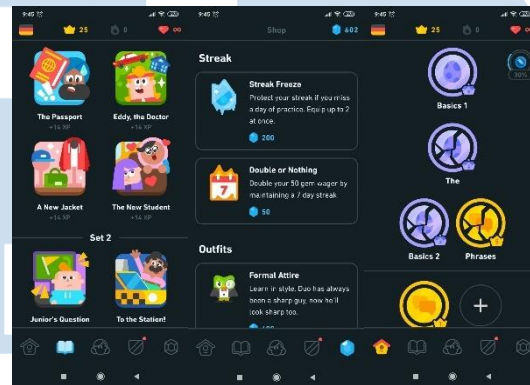 9:45
25
0
∞
The Passport
+14 XP
Eddy, the Doctor
+14 XP
A New Jacket
+14 XP
The New Student
+14 XP
Set 2
Junior's Question
To the Station!
9:45
Shop
602
Streak
Streak Freeze
Protect your streak if you miss
a day of practice. Equip up to 2
at once.
200
Double or Nothing
Double your 50 gem wager by
maintaining a 7 day streak.
7
50
Outfits
Formal Attire
Learn in style. Duo has always
been a sharp guy, now he'll
look sharp too.
9:45
25
0
Basics 1
The
Basics 2
Phrases
+